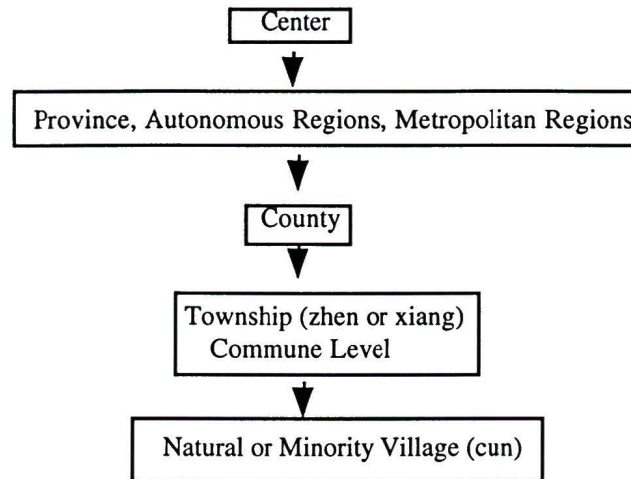 Center
Province, Autonomous Regions, Metropolitan Regions
County
Township (zhen or xiang)
Commune Level
Natural or Minority Village (cun)